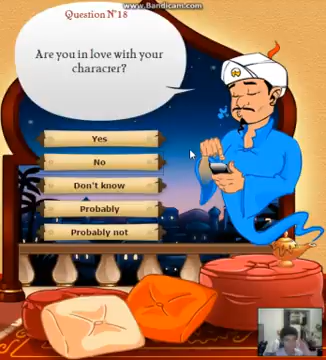 www.Bandicam.com
Question N°18
Are you in love with your
character?
Yes
No
Don't know
Probably
Probably not